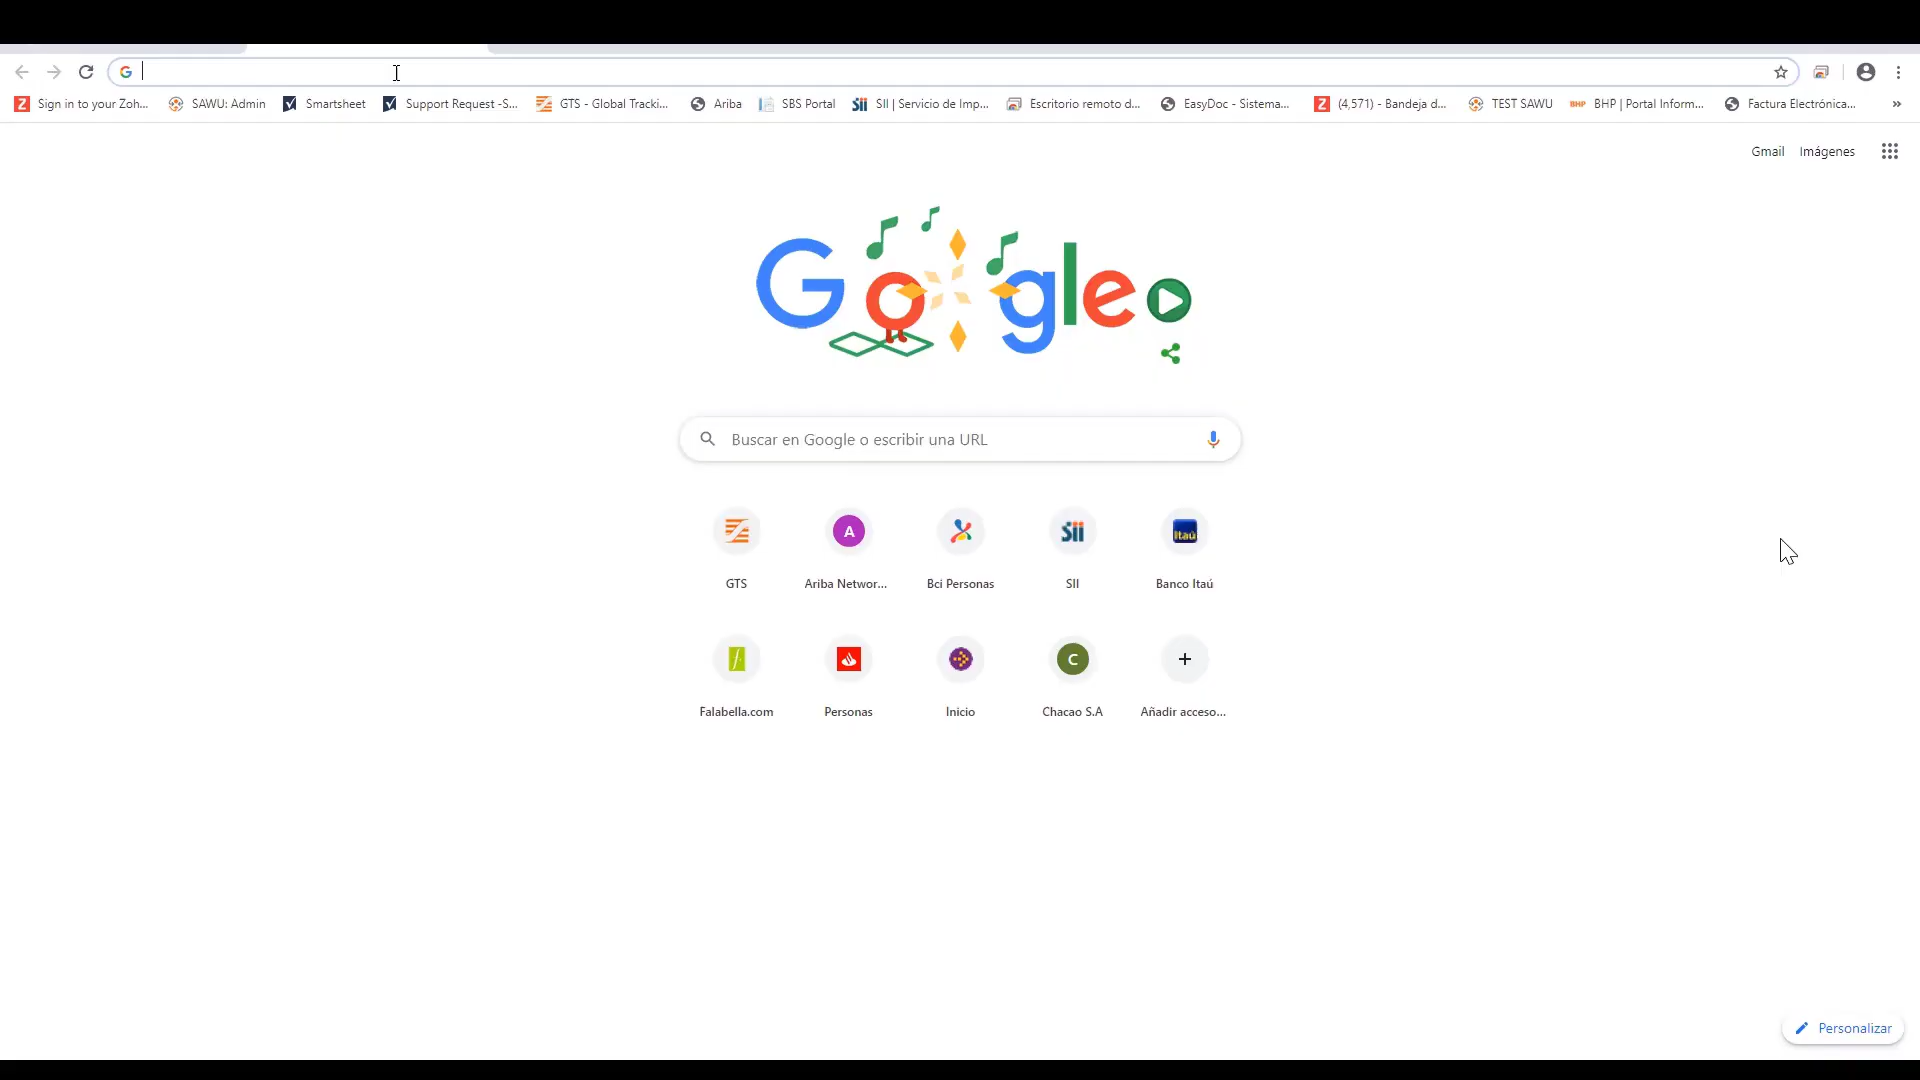 Sign in to your Zoh...
SAWU: Admin
Smartsheet
Support Request -S...
GTS - Global Tracki...
Ariba
SBS Portal
SII | Servicio de Imp...
Escritorio remoto d...
EasyDoc - Sistema...
(4,571) - Bandeja d...
TEST SAWU
BHP | Portal Inform...
Factura Electrónica...
»
Gmail
Imágenes
Google
Buscar en Google o escribir una URL
GTS
A
Ariba Networ...
Bci Personas
SII
SII
Itaú
Banco Itaú
Falabella.com
Personas
Inicio
C
Chacao S.A
Añadir acceso...
Personalizar